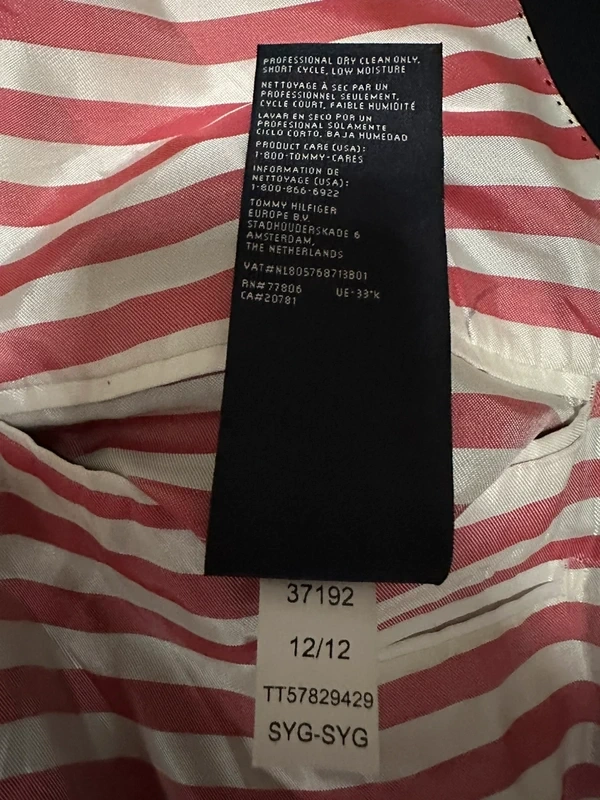 PROFESSIONAL DRY CLEAN ONLY,
SHORT CYCLE, LOW MOISTURE
NETTOYAGE À SEC PAR UN
PROFESSIONNEL SEULEMENT,
CYCLE COURT, FAIBLE HUMIDITÉ
LAVAR EN SECO POR UN
PROFESIONAL SOLAMENTE
CICLO CORTO, BAJA HUMEDAD
PRODUCT CARE (USA):
1-800-TOMMY-CARES
INFORMATION DE
NETTOYAGE (USA):
1-800-866-6922
TOMMY HILFIGER
EUROPE B.V.
STADHOUDERSKADE 6
AMSTERDAM,
THE NETHERLANDS
VAT#NL805768713B01
RN#77806 UE-33"K
CA#20781
37192
12/12
TT57829429
SYG-SYG